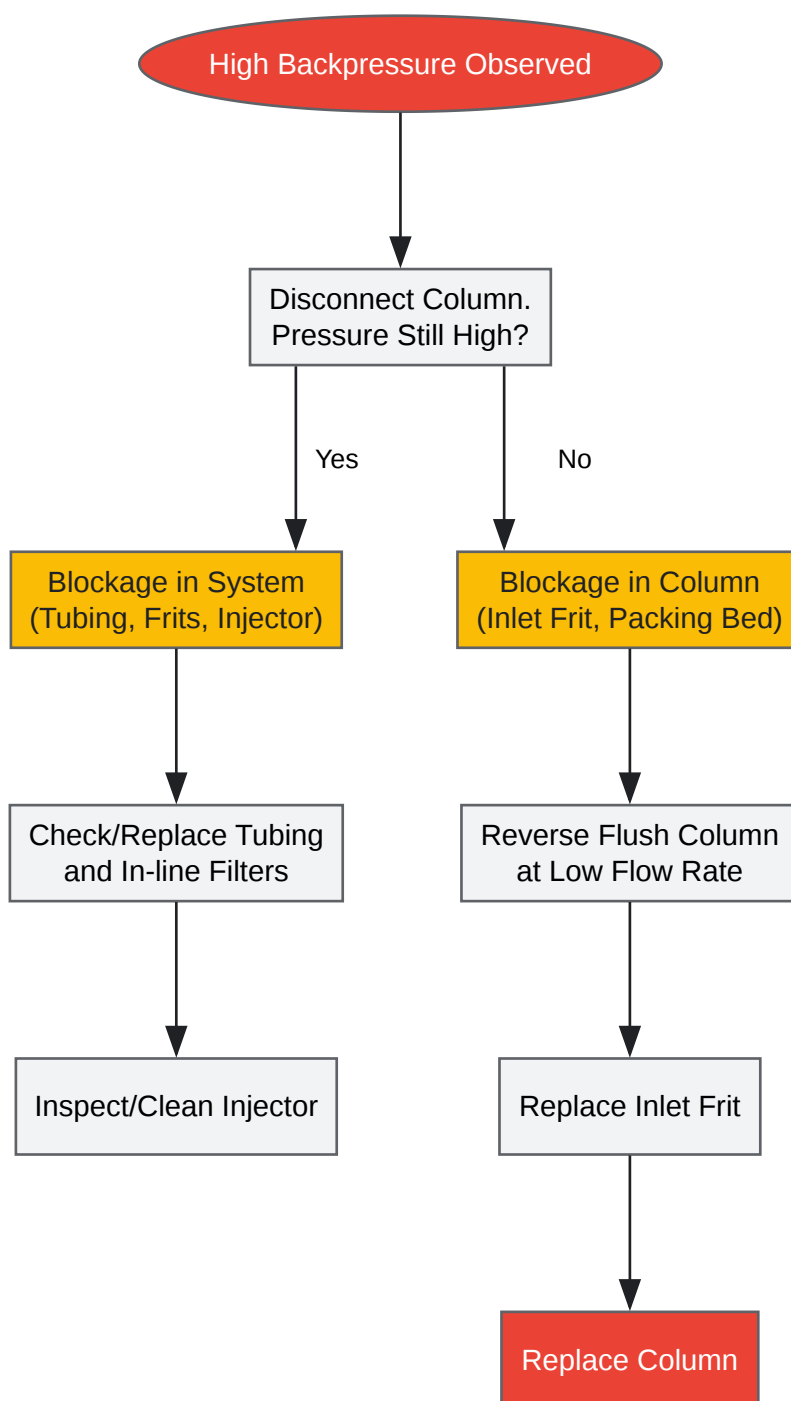 High Backpressure Observed
Disconnect Column.
Pressure Still High?
Yes
No
Blockage in System
(Tubing, Frits, Injector)
Blockage in Column
(Inlet Frit, Packing Bed)
Check/Replace Tubing
and In-line Filters
Reverse Flush Column
at Low Flow Rate
Inspect/Clean Injector
Replace Inlet Frit
Replace Column